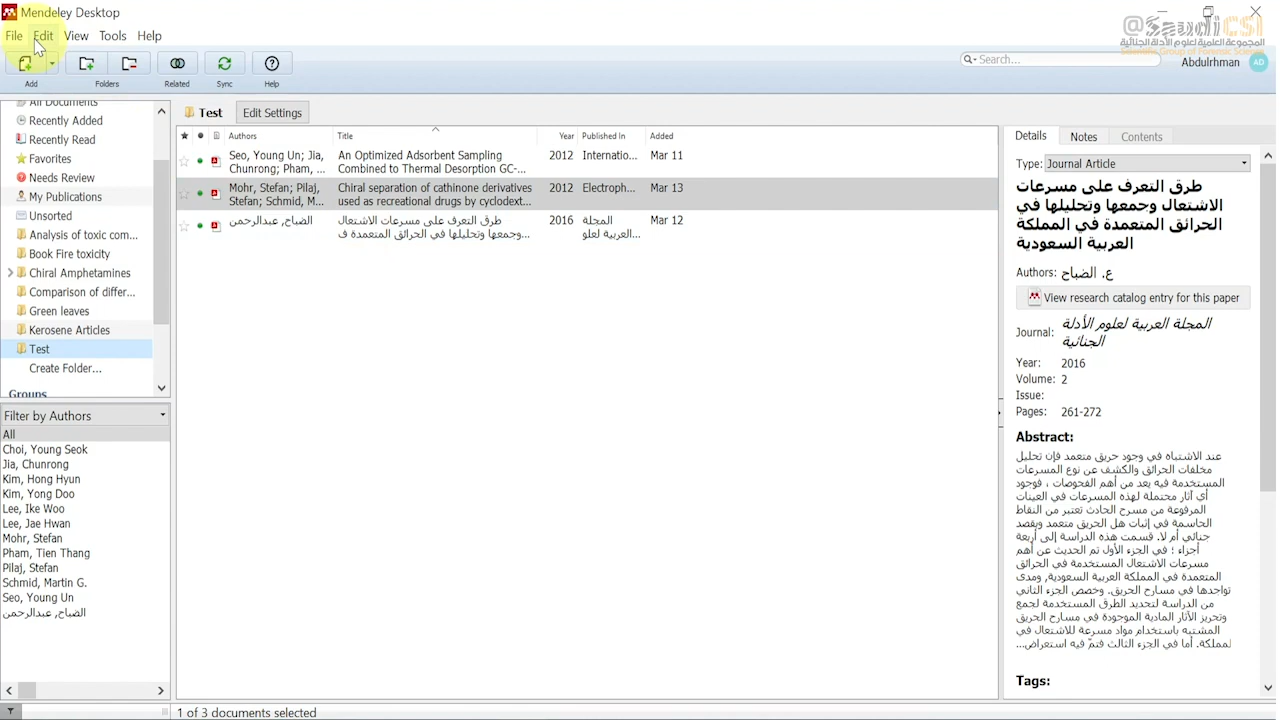 Mendeley Desktop
@SaudiCSI
المجموعة العلمية لعلوم الأدلة الجنائية
Scientific Group of Forensic Science
File Edit View Tools Help
Search...
Abdulrhman AD
Add Folders Related Sync Help
All Documents
Recently Added
Recently Read
Favorites
Needs Review
My Publications
Unsorted
Analysis of toxic com...
Book Fire toxicity
Chiral Amphetamines
Comparison of differ...
Green leaves
Kerosene Articles
Test
Create Folder...
Groups
Filter by Authors
All
Choi, Young Seok
Jia, Chunrong
Kim, Hong Hyun
Kim, Yong Doo
Lee, Ike Woo
Lee, Jae Hwan
Mohr, Stefan
Pham, Tien Thang
Pilaj, Stefan
Schmid, Martin G.
Seo, Young Un
الضباح, عبدالرحمن
Test Edit Settings
Authors Title Year Published In Added
Seo, Young Un; Jia, An Optimized Adsorbent Sampling 2012 Internatio... Mar 11
Chunrong; Pham, ... Combined to Thermal Desorption GC-...
Mohr, Stefan; Pilaj, Chiral separation of cathinone derivatives 2012 Electroph... Mar 13
Stefan; Schmid, M... used as recreational drugs by cyclodext...
الضباح, عبدالرحمن طرق التعرف على مسرعات الاشتعال 2016 المجلة Mar 12
وجمعها وتحليلها في الحرائق المتعمدة ف... العربية لعلو...
1 of 3 documents selected
Details Notes Contents
Type: Journal Article
طرق التعرف على مسرعات
الاشتعال وجمعها وتحليلها في
الحرائق المتعمدة في المملكة
العربية السعودية
Authors: ع. الضباح
View research catalog entry for this paper
Journal: المجلة العربية لعلوم الأدلة
الجنائية
Year: 2016
Volume: 2
Issue:
Pages: 261-272
Abstract:
عند الاشتباه في وجود حريق متعمد فإن تحليل
مخلفات الحرائق والكشف عن نوع المسرعات
المستخدمة فيه يعد من أهم الفحوصات ، فوجود
أي آثار محتملة لهذه المسرعات في العينات
المرفوعة من مسرح الحادث تعتبر من النقاط
الحاسمة في إثبات هل الحريق متعمد وبقصد
جنائي أم لا. قسمت هذه الدراسة إلى أربعة
أجزاء ؛ في الجزء الأول تم الحديث عن أهم
مسرعات الاشتعال المستخدمة في الحرائق
المتعمدة في المملكة العربية السعودية, ومدى
تواجدها في مسارح الحريق. وخصص الجزء الثاني
من الدراسة لتحديد الطرق المستخدمة لجمع
وتحريز الآثار المادية الموجودة في مسارح الحريق
المشتبه باستخدام مواد مسرعة للاشتعال في
المملكة. أما في الجزء الثالث فتمّ فيه استعراض...
Tags: